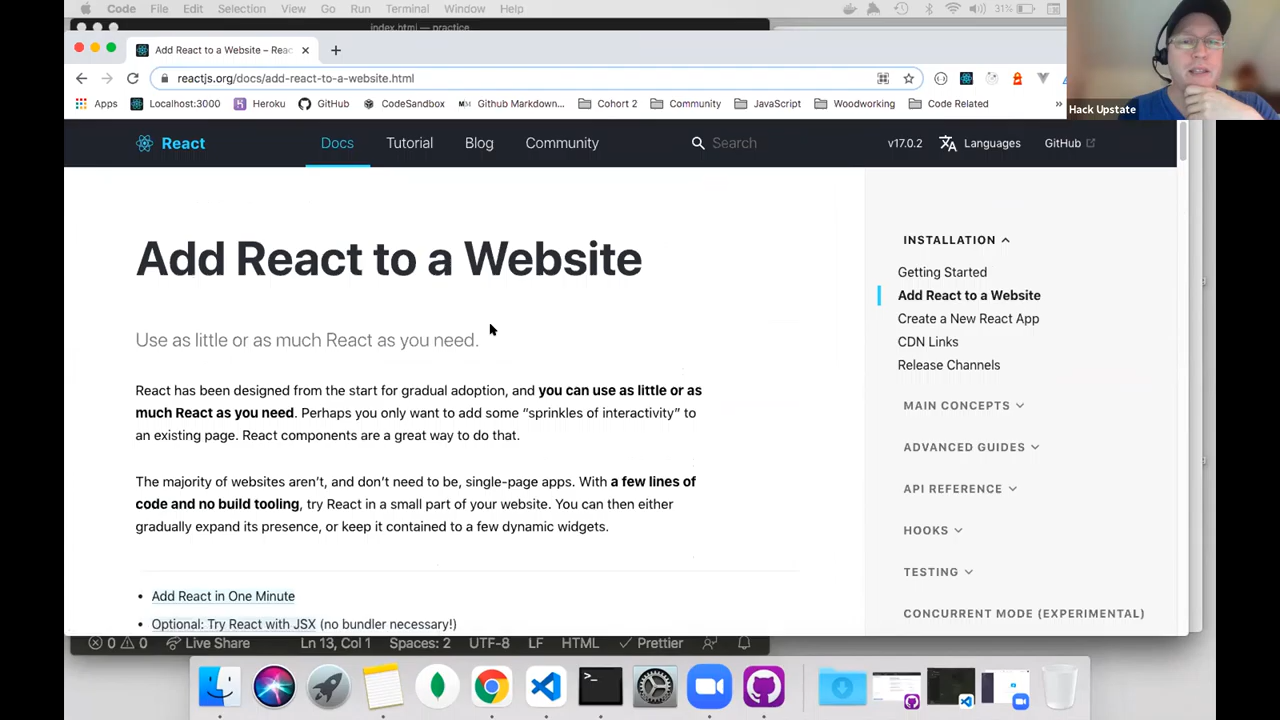 Code File Edit Selection View Go Run Terminal Window Help 31%
index.html — practice
Add React to a Website – Reac
reactjs.org/docs/add-react-to-a-website.html
Apps Localhost:3000 Heroku GitHub CodeSandbox Github Markdown... Cohort 2 Community JavaScript Woodworking Code Related »
Hack Upstate
React Docs Tutorial Blog Community Search v17.0.2 Languages GitHub
Add React to a Website
Use as little or as much React as you need.
React has been designed from the start for gradual adoption, and you can use as little or as
much React as you need. Perhaps you only want to add some “sprinkles of interactivity” to
an existing page. React components are a great way to do that.
The majority of websites aren’t, and don’t need to be, single-page apps. With a few lines of
code and no build tooling, try React in a small part of your website. You can then either
gradually expand its presence, or keep it contained to a few dynamic widgets.
• Add React in One Minute
• Optional: Try React with JSX (no bundler necessary!)
INSTALLATION
Getting Started
Add React to a Website
Create a New React App
CDN Links
Release Channels
MAIN CONCEPTS
ADVANCED GUIDES
API REFERENCE
HOOKS
TESTING
CONCURRENT MODE (EXPERIMENTAL)
0 0 Live Share Ln 13, Col 1 Spaces: 2 UTF-8 LF HTML Prettier